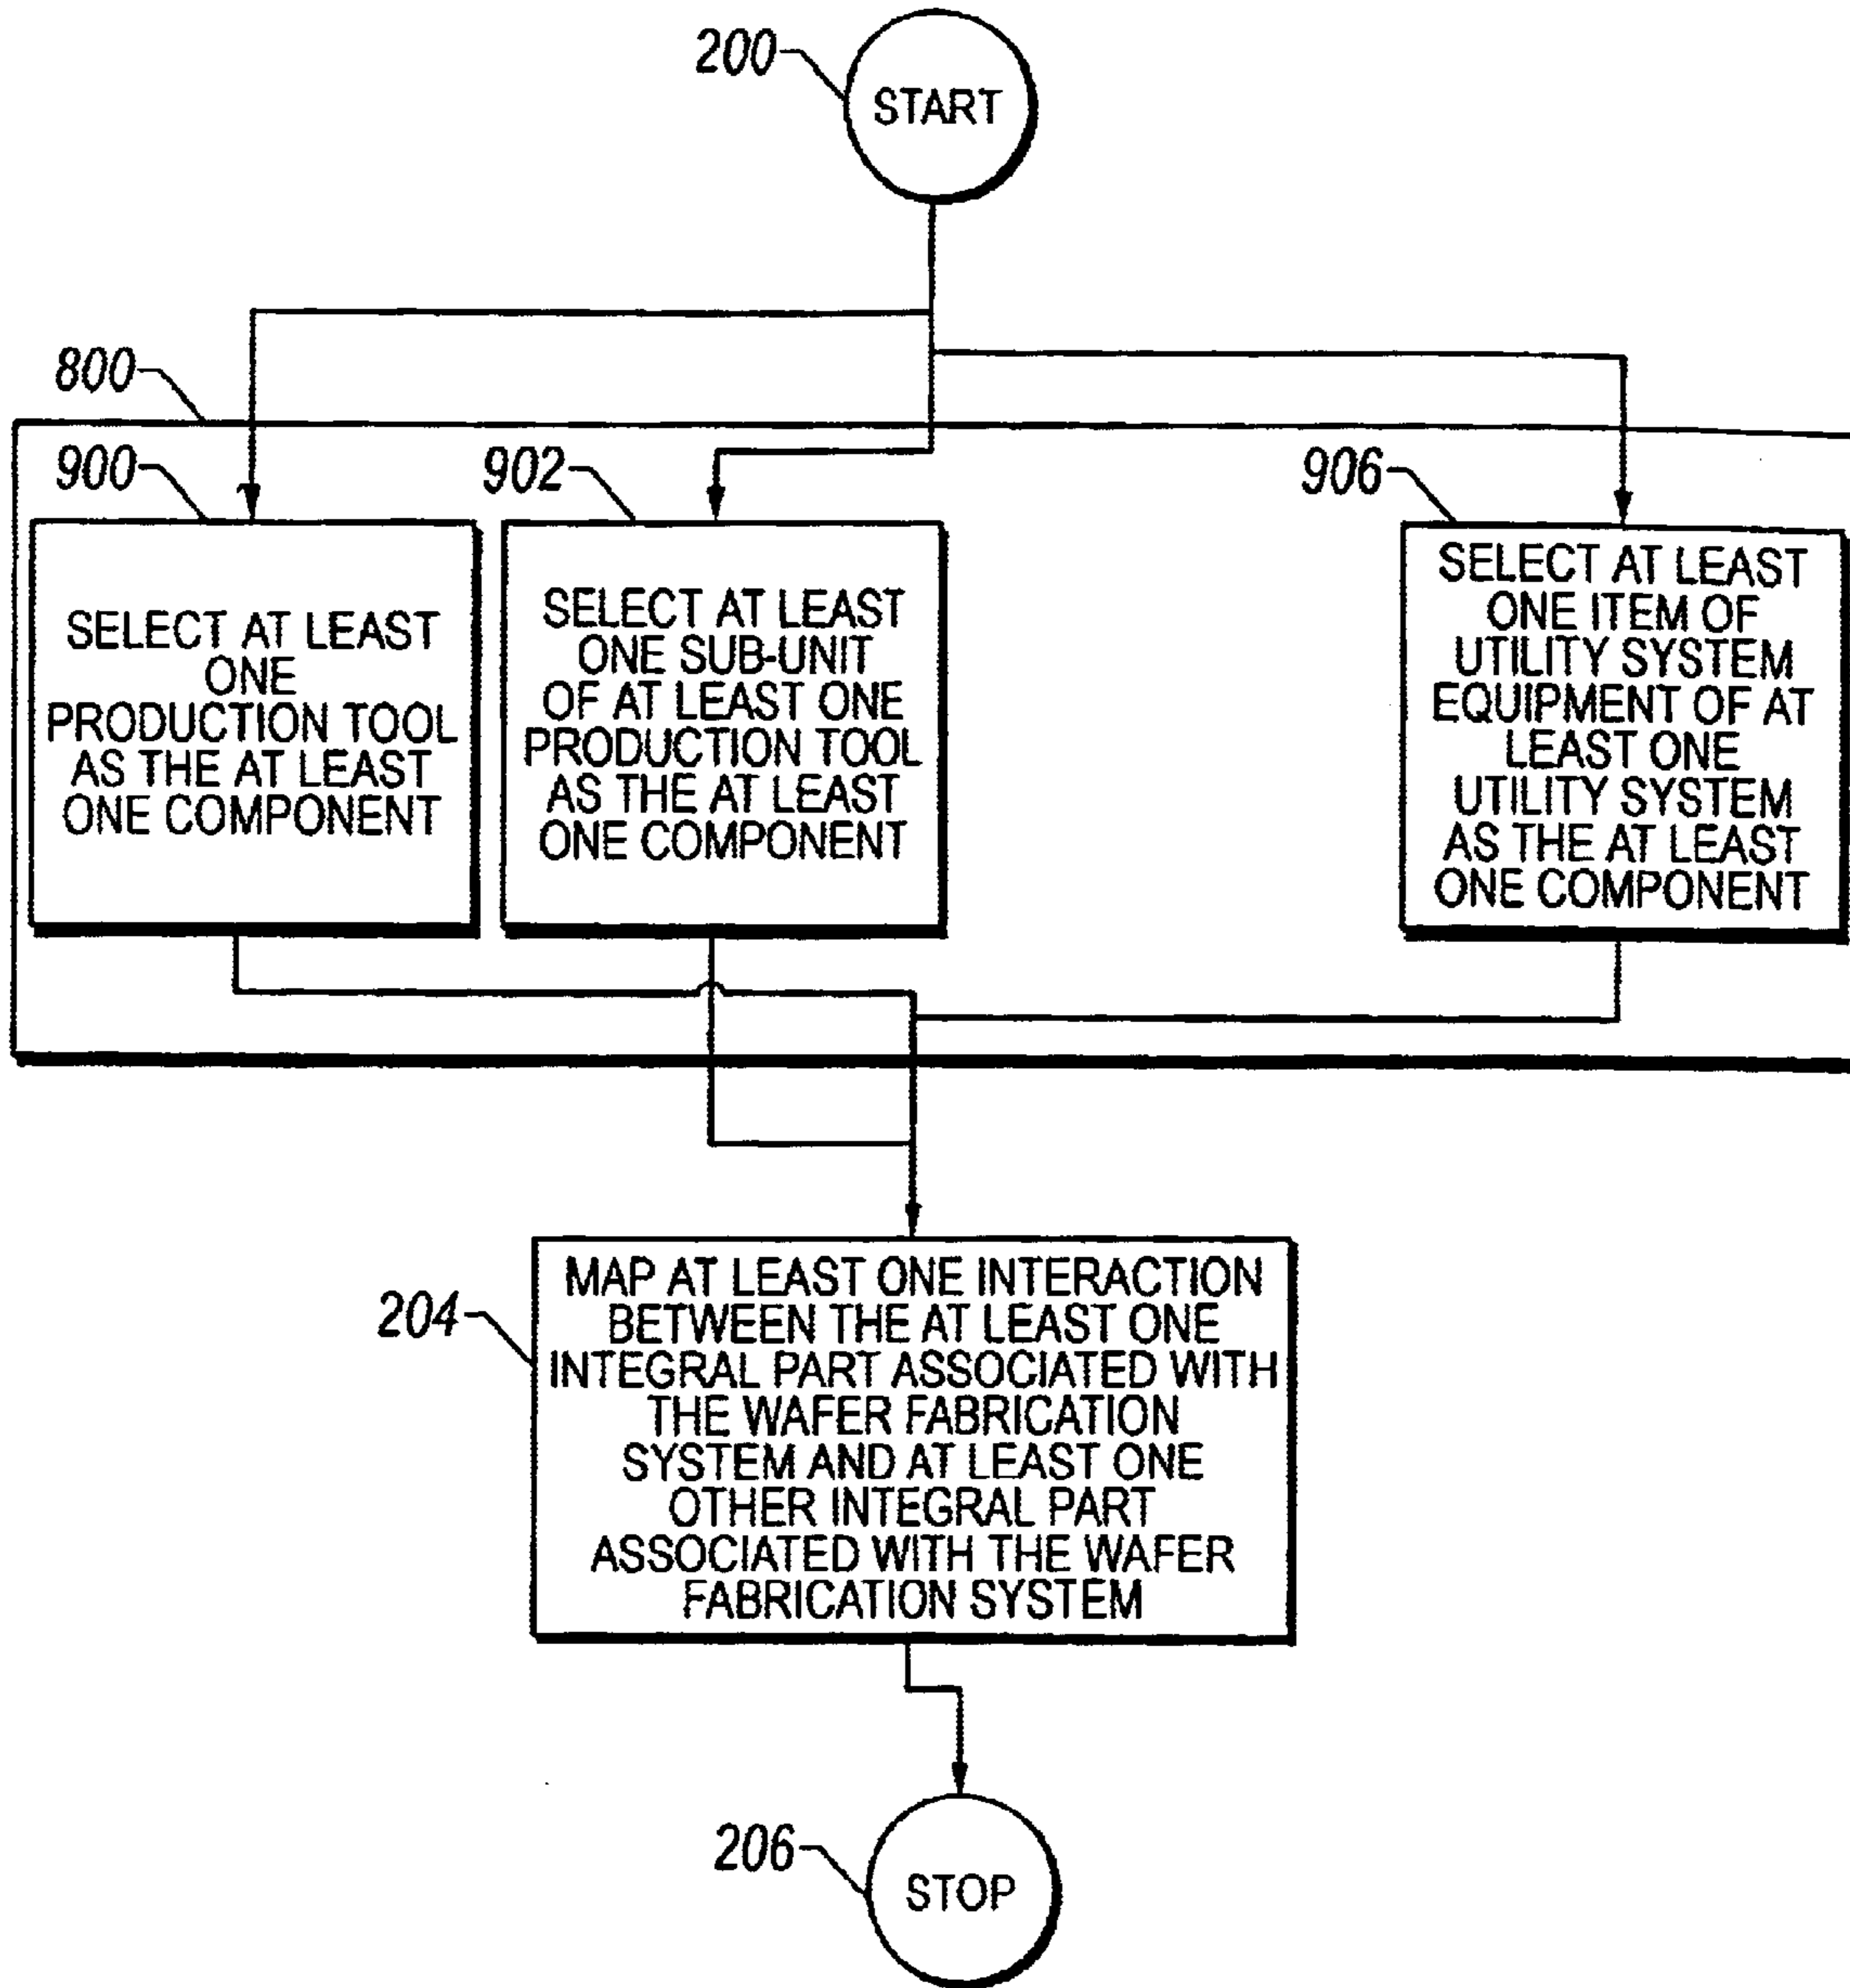 200
START
800
900
902
906
SELECT AT LEAST
ONE
PRODUCTION TOOL
AS THE AT LEAST
ONE COMPONENT
SELECT AT LEAST
ONE SUB-UNIT
OF AT LEAST ONE
PRODUCTION TOOL
AS THE AT LEAST
ONE COMPONENT
SELECT AT LEAST
ONE ITEM OF
UTILITY SYSTEM
EQUIPMENT OF AT
LEAST ONE
UTILITY SYSTEM
AS THE AT LEAST
ONE COMPONENT
204
MAP AT LEAST ONE INTERACTION
BETWEEN THE AT LEAST ONE
INTEGRAL PART ASSOCIATED WITH
THE WAFER FABRICATION
SYSTEM AND AT LEAST ONE
OTHER INTEGRAL PART
ASSOCIATED WITH THE WAFER
FABRICATION SYSTEM
206
STOP